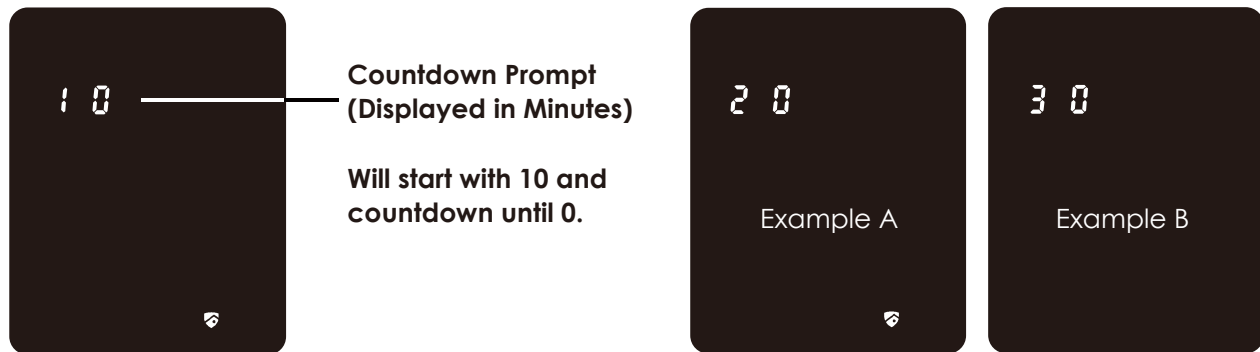 1 0
Countdown Prompt
(Displayed in Minutes)
Will start with 10 and
countdown until 0.
2 0
Example A
3 0
Example B